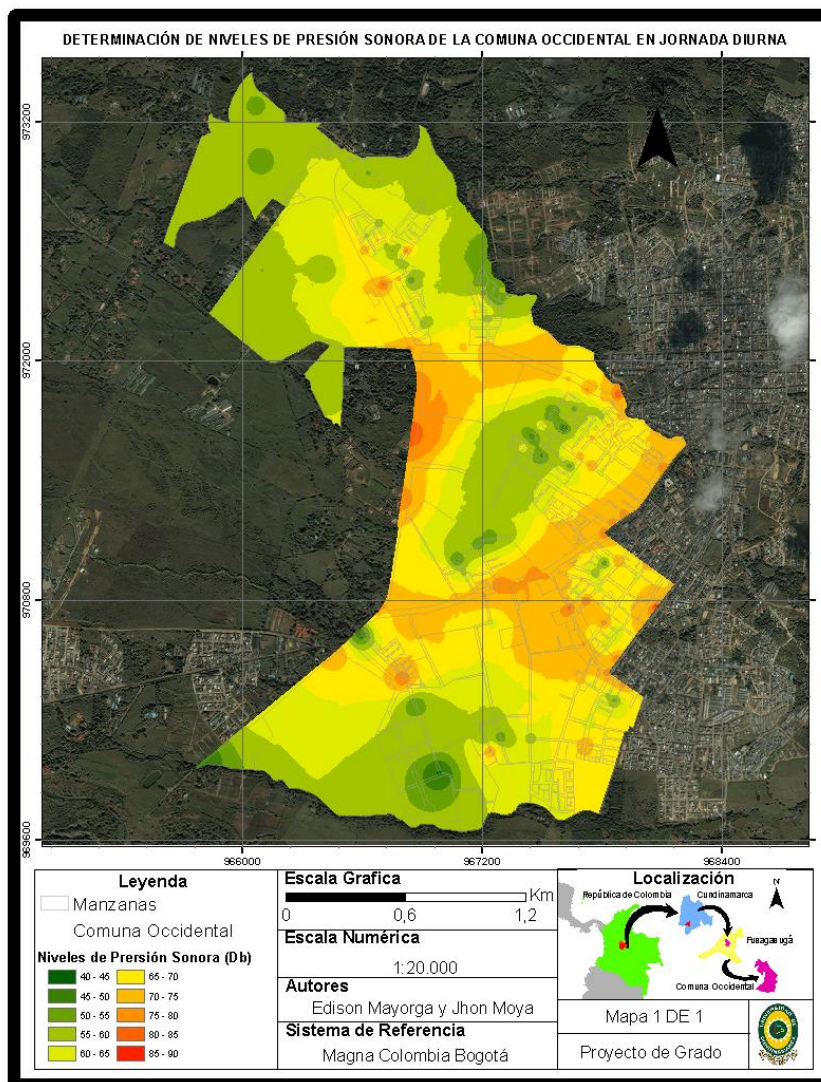 DETERMINACIÓN DE NIVELES DE PRESIÓN SONORA DE LA COMUNA OCCIDENTAL EN JORNADA DIURNA
N
973200
972000
970800
969600
966000
967200
968400
Leyenda
Manzanas
Comuna Occidental
Niveles de Prersión Sonora (Db)
40 - 45
45 - 50
50 - 55
55 - 60
60 - 65
65 - 70
70 - 75
75 - 80
80 - 85
85 - 90
Escala Grafica
Km
0 0,6 1,2
Escala Numérica
1:20.000
Autores
Edison Mayorga y Jhon Moya
Sistema de Referencia
Magna Colombia Bogotá
Localización
N
República de Colombia
Cundinamarca
Fusagasugá
Comuna Occidental
Mapa 1 DE 1
Proyecto de Grado